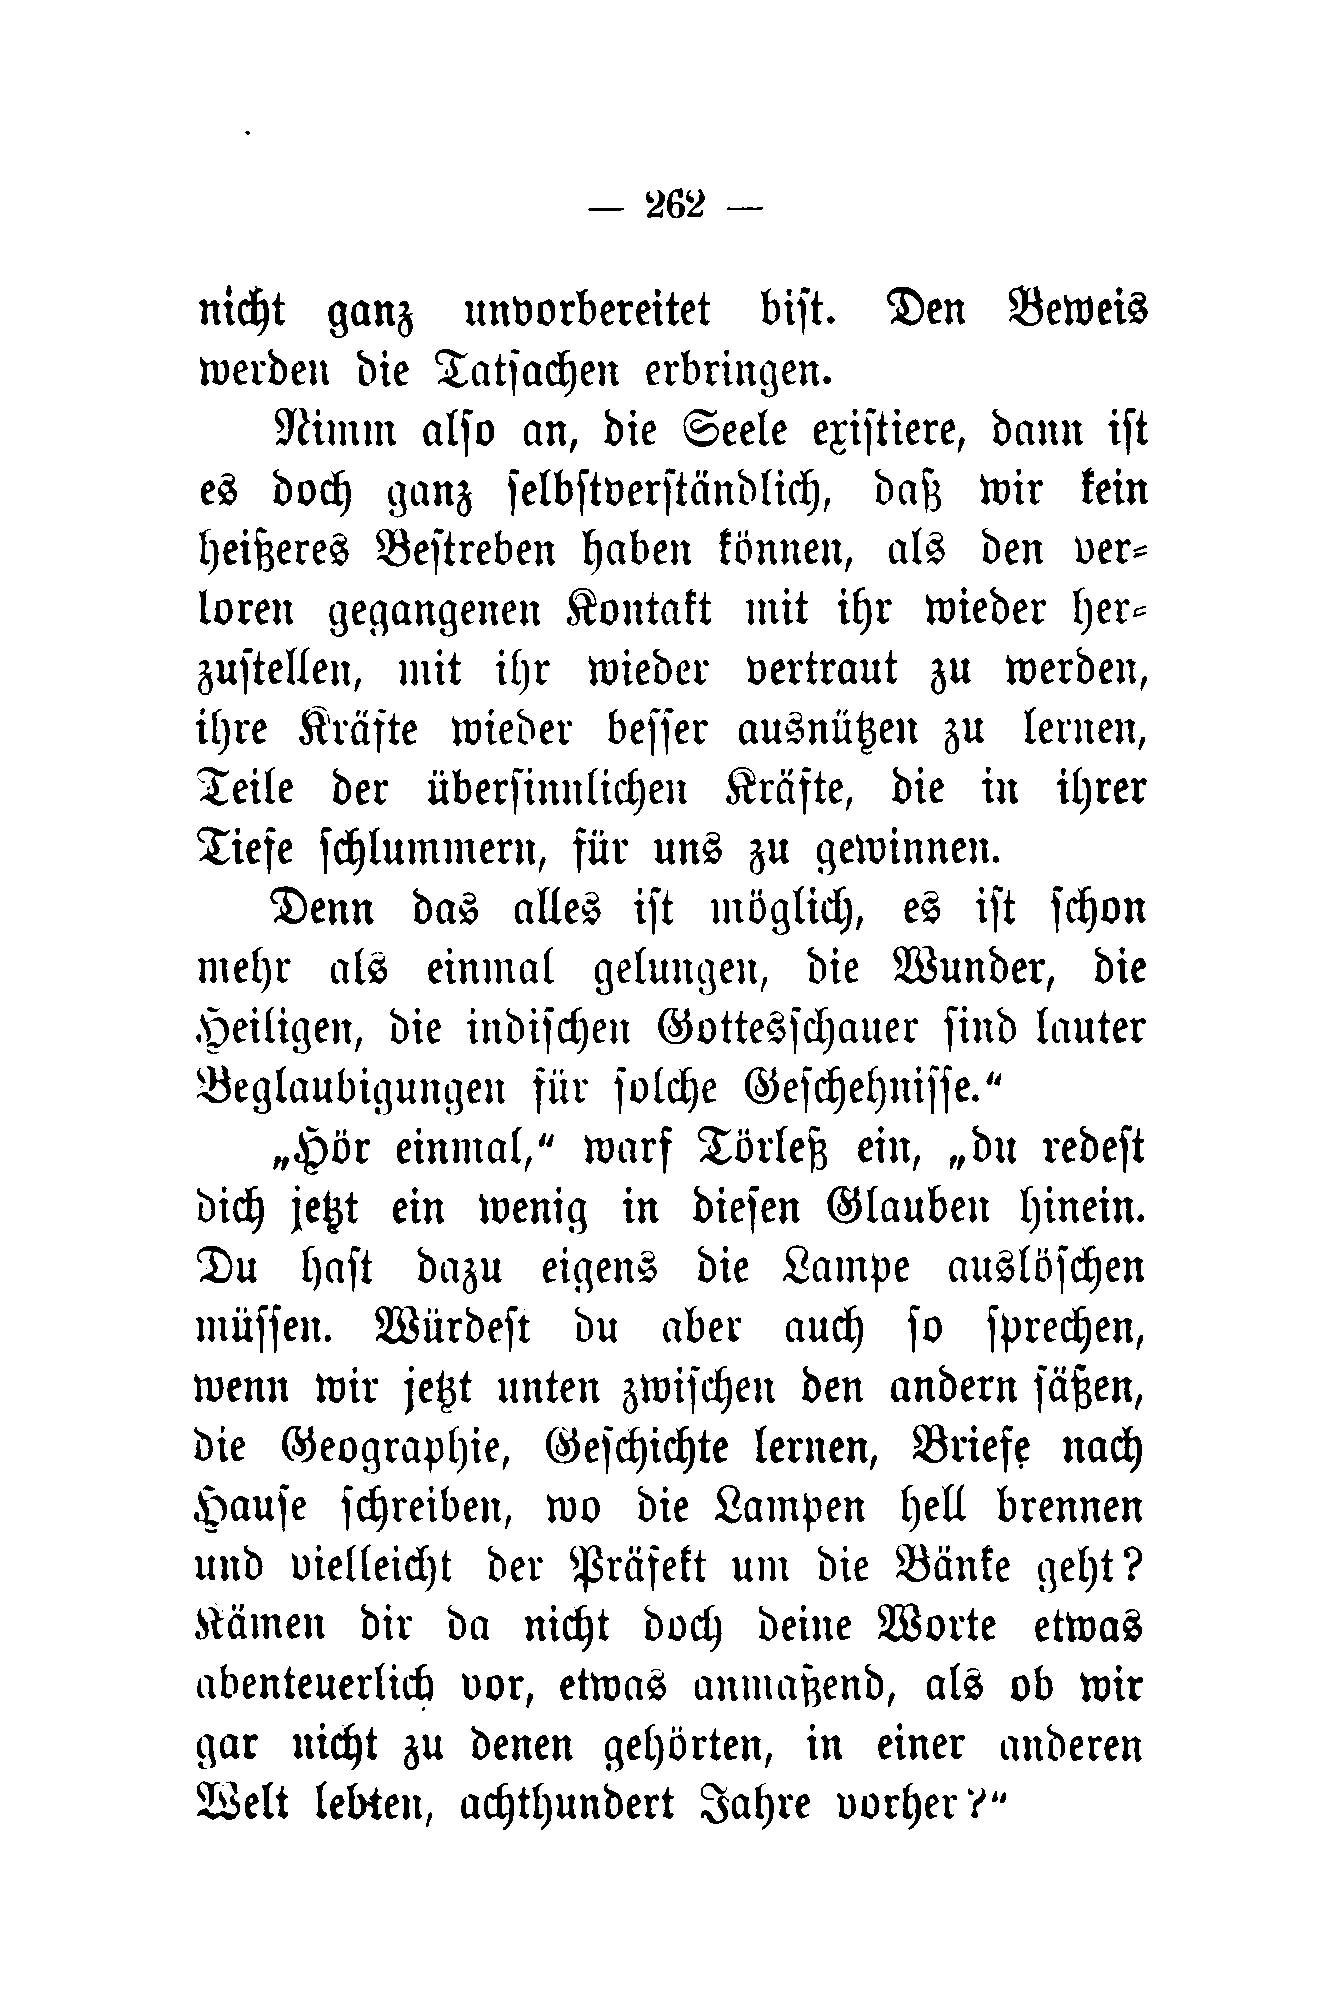 — 262 —
nicht ganz unvorbereitet bist. Den Beweis
werden die Tatsachen erbringen.
Nimm also an, die Seele existiere, dann ist
es doch ganz selbstverständlich, daß wir kein
heißeres Bestreben haben können, als den ver-
loren gegangenen Kontakt mit ihr wieder her-
zustellen, mit ihr wieder vertraut zu werden,
ihre Kräfte wieder besser ausnützen zu lernen,
Teile der übersinnlichen Kräfte, die in ihrer
Tiefe schlummern, für uns zu gewinnen.
Denn das alles ist möglich, es ist schon
mehr als einmal gelungen, die Wunder, die
Heiligen, die indischen Gottesschauer sind lauter
Beglaubigungen für solche Geschehnisse.“
„Hör einmal,“ warf Törleß ein, „du redest
dich jetzt ein wenig in diesen Glauben hinein.
Du hast dazu eigens die Lampe auslöschen
müssen. Würdest du aber auch so sprechen,
wenn wir jetzt unten zwischen den andern säßen,
die Geographie, Geschichte lernen, Briefe nach
Hause schreiben, wo die Lampen hell brennen
und vielleicht der Präfekt um die Bänke geht?
Kämen dir da nicht doch deine Worte etwas
abenteuerlich vor, etwas anmaßend, als ob wir
gar nicht zu denen gehörten, in einer anderen
Welt lebten, achthundert Jahre vorher?“